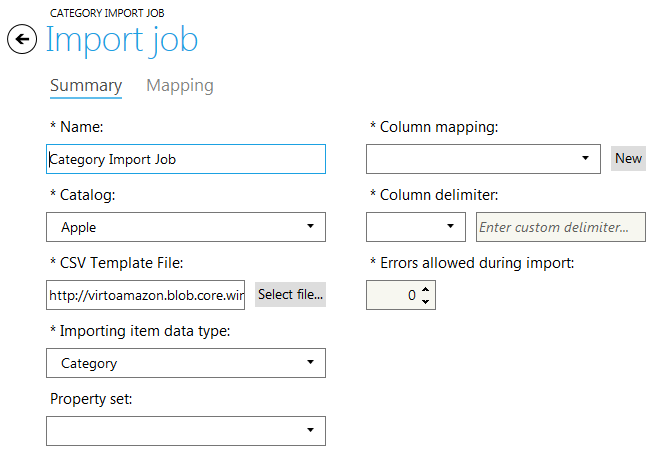 CATEGORY IMPORT JOB
Import job
Summary Mapping
* Name:
Category Import Job
* Catalog:
Apple
* CSV Template File:
http://virtoamazon.blob.core.wir Select file...
* Importing item data type:
Category
Property set:
* Column mapping:
New
* Column delimiter:
Enter custom delimiter...
* Errors allowed during import:
0